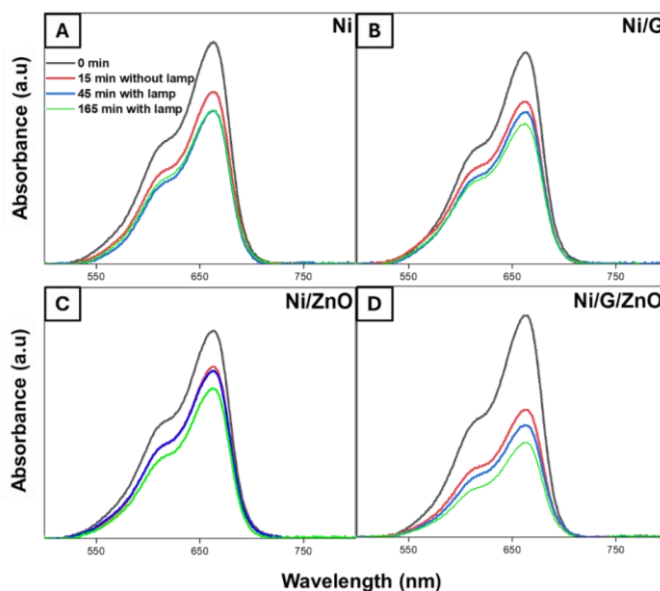 A
Ni
0 min
15 min without lamp
45 min with lamp
165 min with lamp
B
Ni/G
Absorbance (a.u)
550
650
750
550
650
750
C
Ni/ZnO
D
Ni/G/ZnO
Absorbance (a.u)
550
650
750
550
650
750
Wavelength (nm)